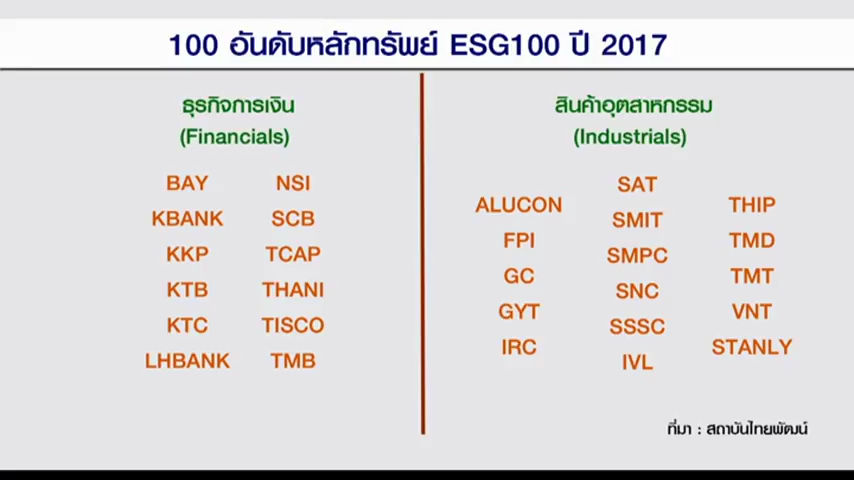 100 อันดับหลักทรัพย์ ESG100 ปี 2017
ธุรกิจการเงิน
(Financials)
BAY NSI
KBANK SCB
KKP TCAP
KTB THANI
KTC TISCO
LHBANK TMB
สินค้าอุตสาหกรรม
(Industrials)
ALUCON
FPI
GC
GYT
IRC
SAT
SMIT
SMPC
SNC
SSSC
IVL
THIP
TMD
TMT
VNT
STANLY
ที่มา : สถาบันไทยพัฒน์